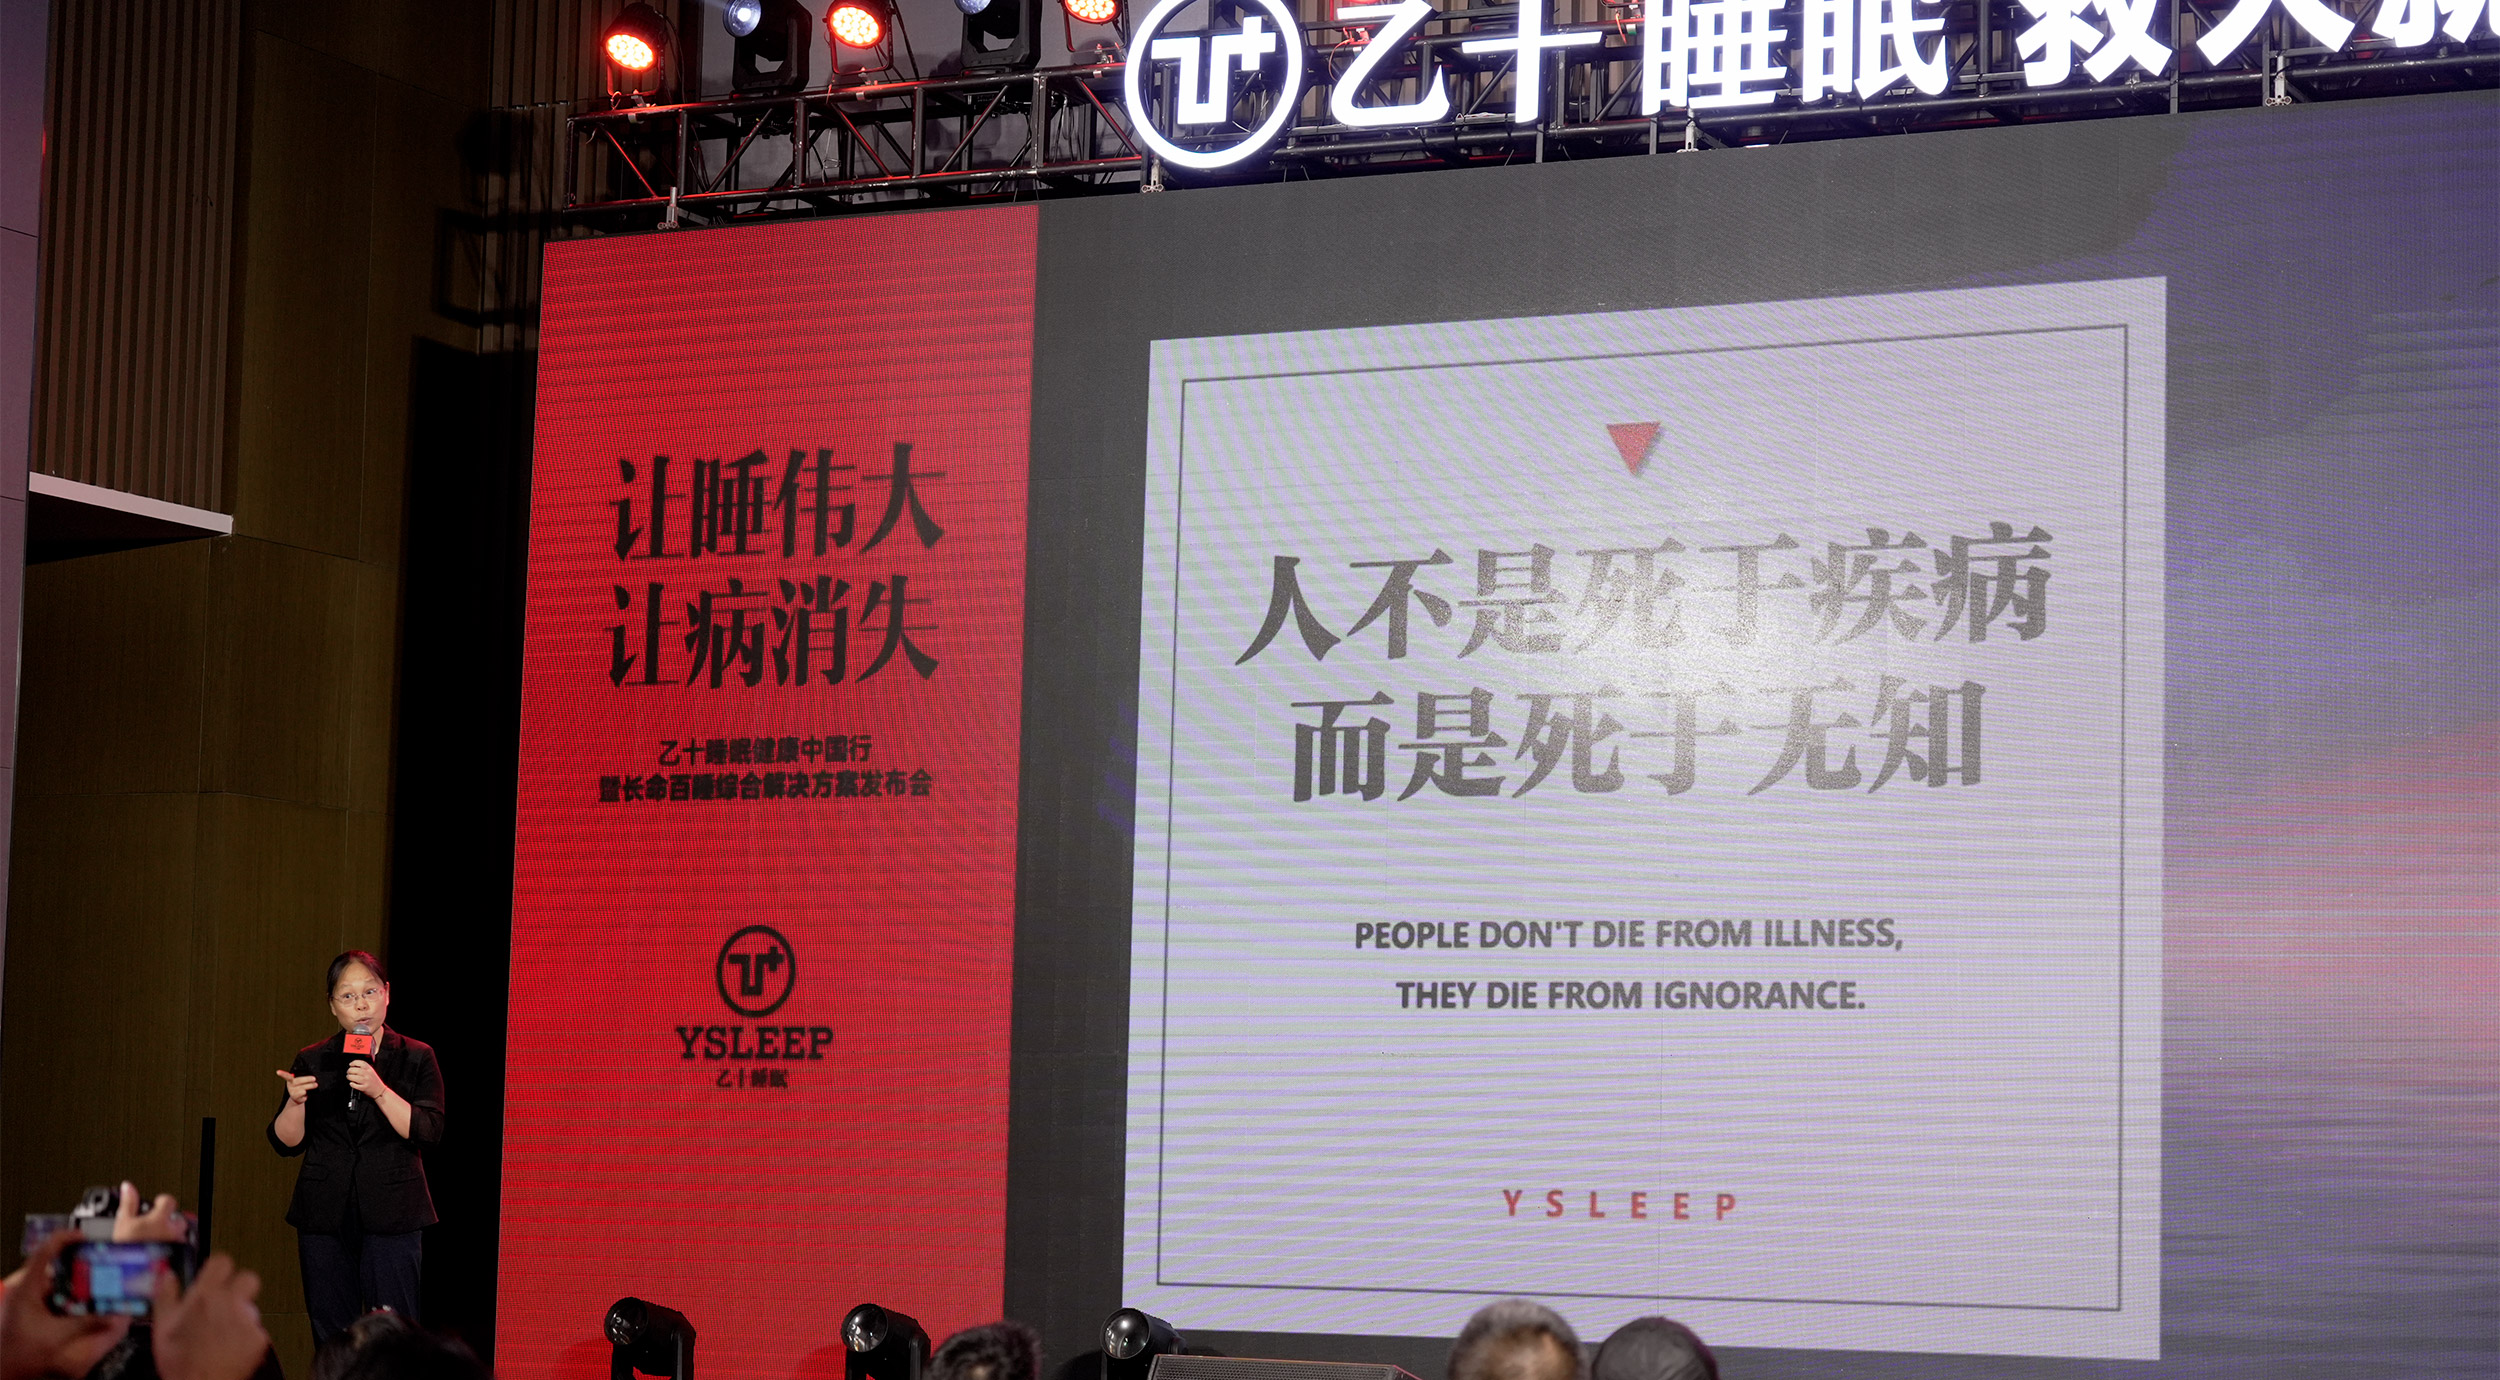 乙十睡眠 救人
让睡伟大
让病消失
乙十睡眠健康中国行
暨长命百睡综合解决方案发布会
YSLEEP
乙十睡眠
人不是死于疾病
而是死于无知
PEOPLE DON'T DIE FROM ILLNESS,
THEY DIE FROM IGNORANCE.
YSLEEP